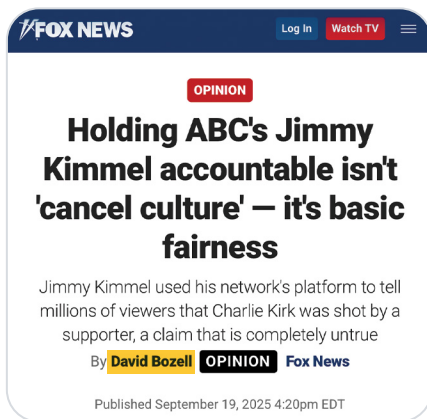 FOX NEWS
Log In
Watch TV
OPINION
Holding ABC's Jimmy
Kimmel accountable isn't
'cancel culture' — it's basic
fairness
Jimmy Kimmel used his network's platform to tell
millions of viewers that Charlie Kirk was shot by a
supporter, a claim that is completely untrue
By David Bozell OPINION Fox News
Published September 19, 2025 4:20pm EDT